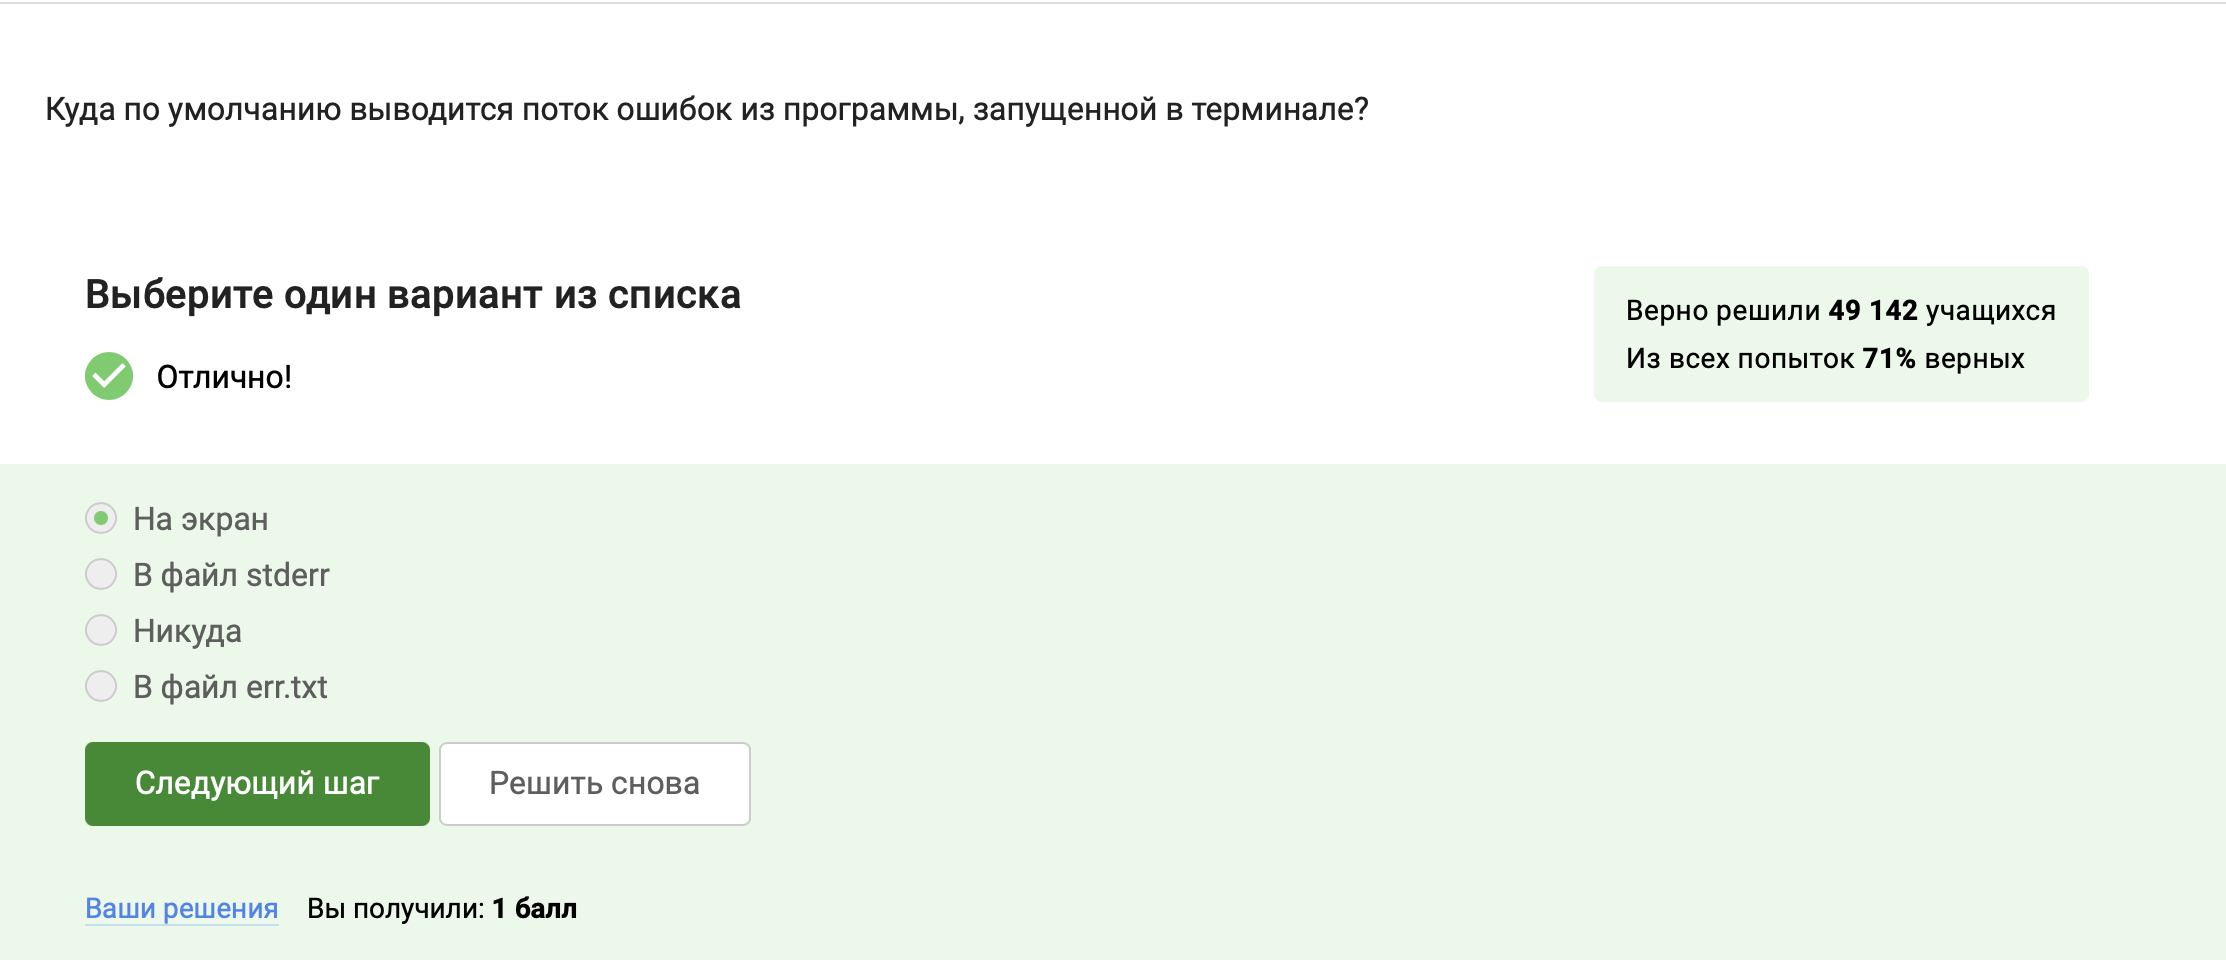 Куда по умолчанию выводится поток ошибок из программы, запущенной в терминале?
Выберите один вариант из списка
Отлично!
Верно решили 49 142 учащихся
Из всех попыток 71% верных
На экран
В файл stderr
Никуда
В файл err.txt
Следующий шаг
Решить снова
Ваши решения Вы получили: 1 балл